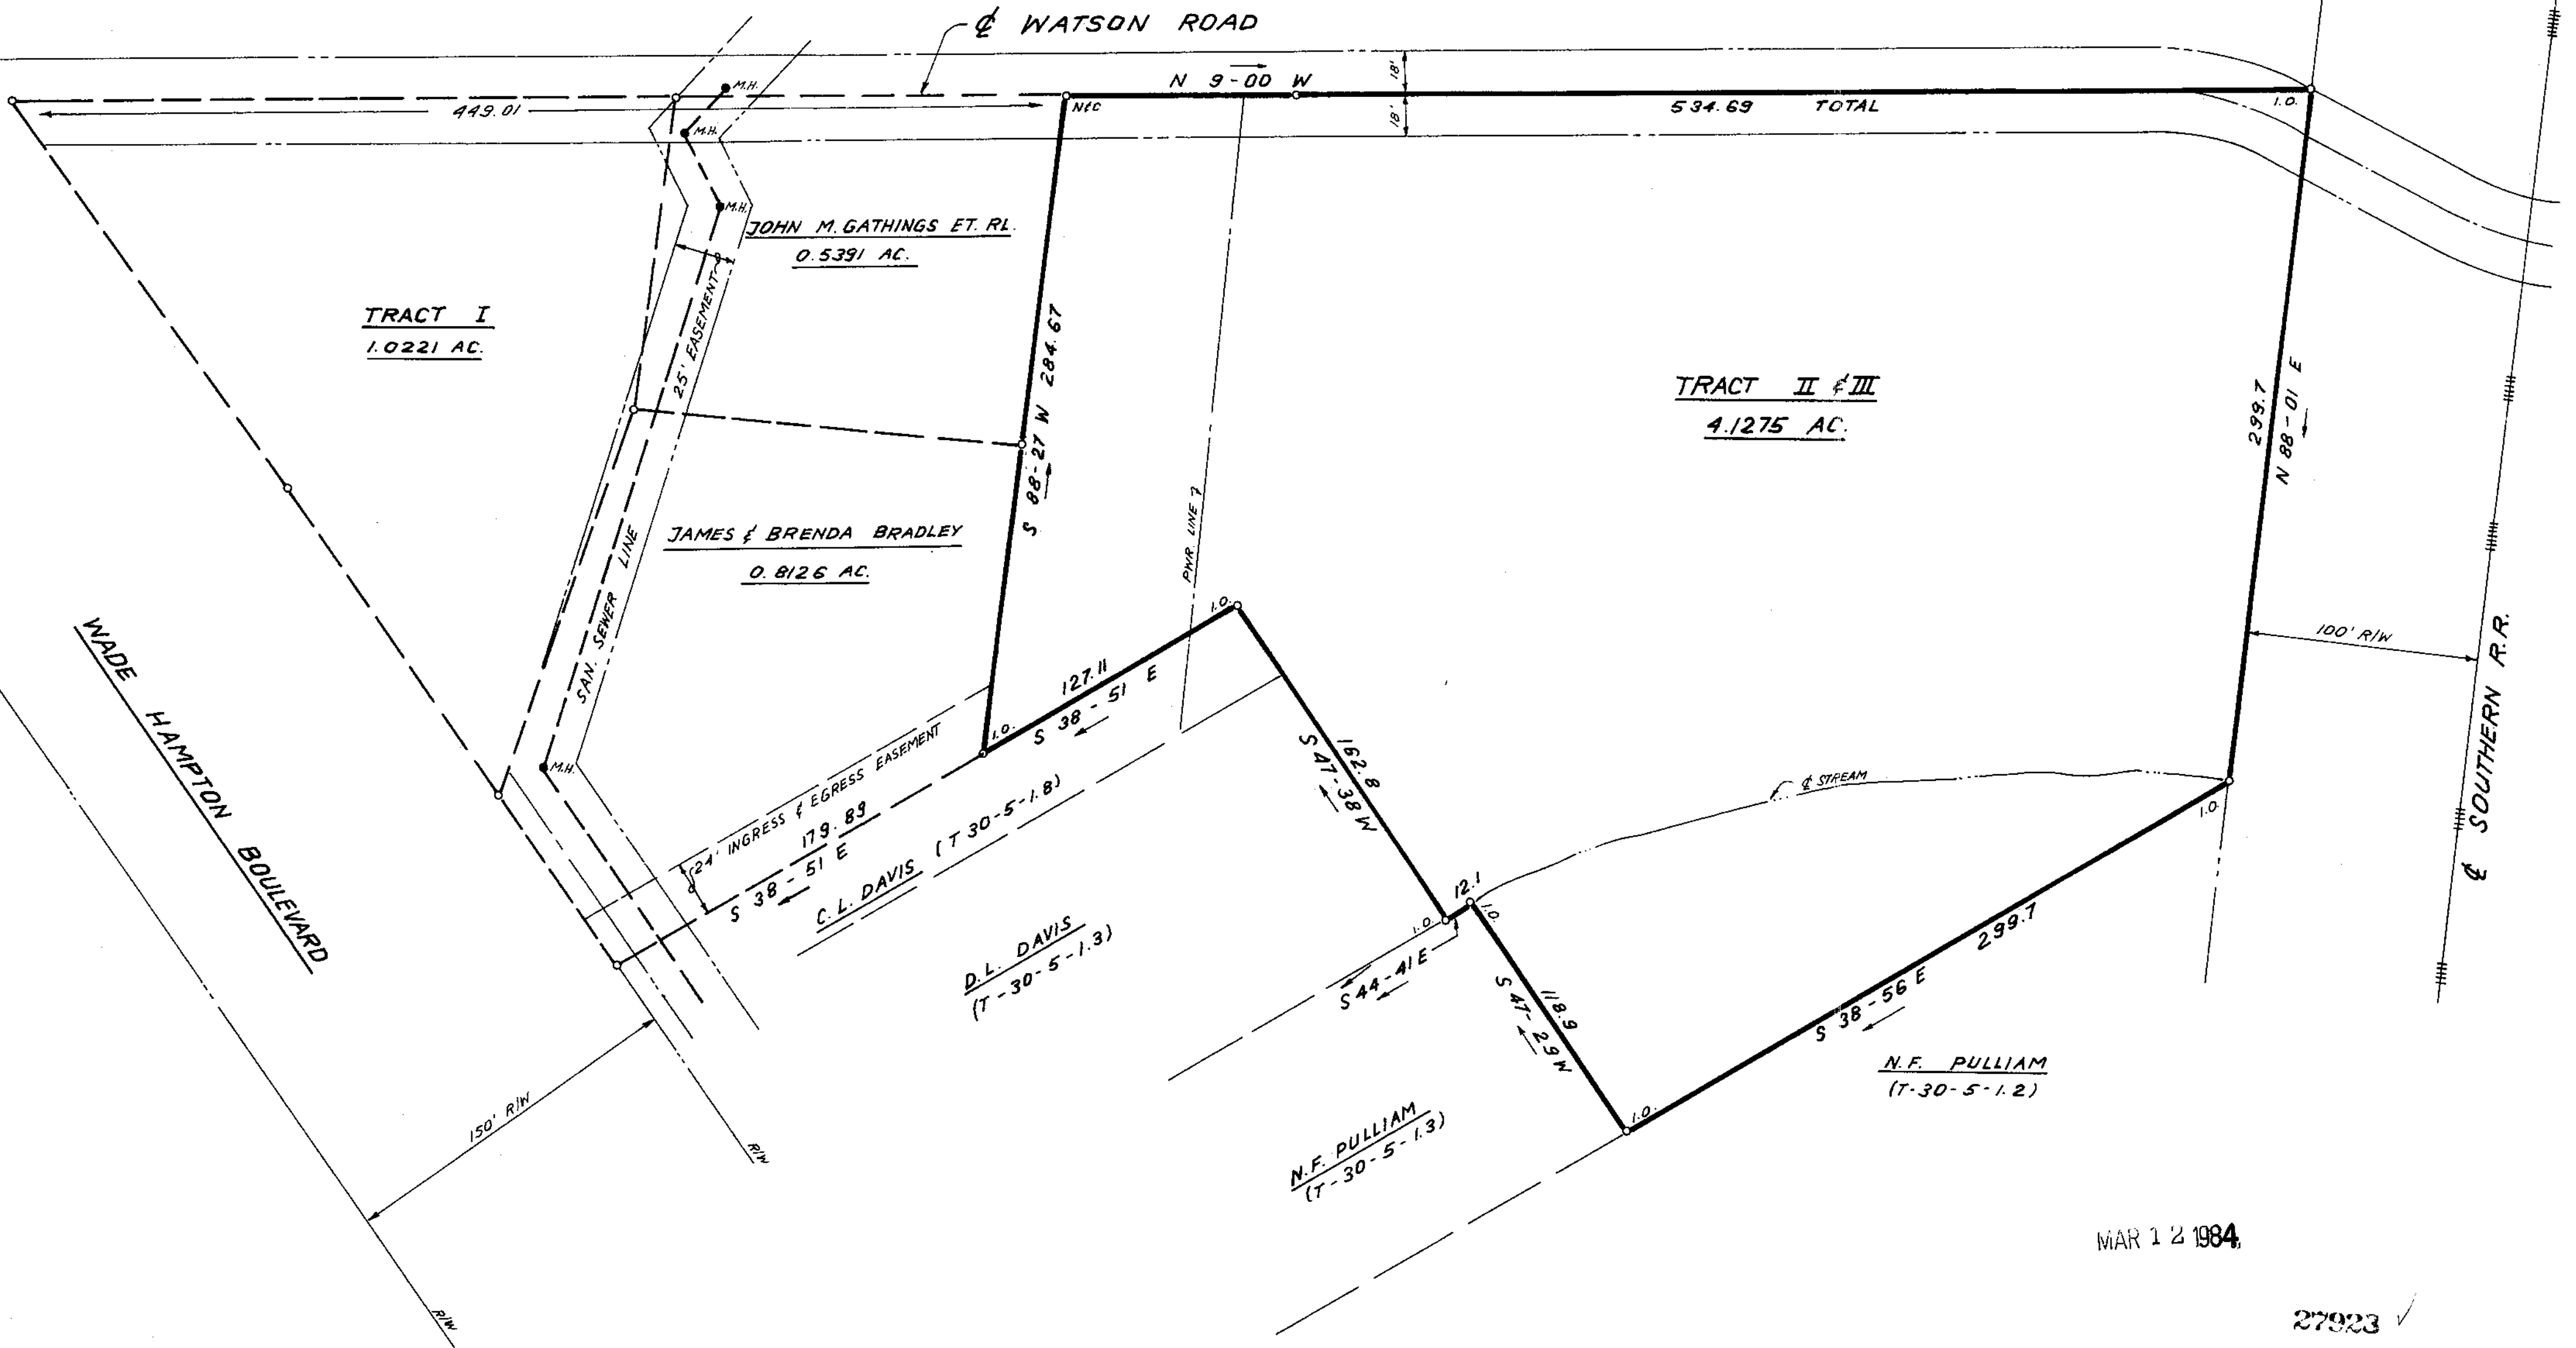 ℄ WATSON ROAD
N 9-00 W
18'
18'
449.01
534.69 TOTAL
N&C
I.O.
M.H.
M.H.
M.H.
JOHN M. GATHINGS ET. RL.
0.5391 AC.
TRACT I
1.0221 AC.
25' EASEMENT
S 88-27 W 284.67
TRACT II & III
4.1275 AC.
299.7
N 88-01 E
PWR LINE
JAMES & BRENDA BRADLEY
0.8126 AC.
SAN. SEWER LINE
WADE HAMPTON BOULEVARD
M.H.
I.O.
127.11
S 38-51 E
I.O.
24' INGRESS & EGRESS EASEMENT
179.89
S 38-51 E
C. L. DAVIS (T 30-5-1.8)
162.8
S 47-38 W
100' R/W
℄ SOUTHERN R.R.
℄ STREAM
I.O.
12.1
I.O.
I.O.
S 44-41 E
D. L. DAVIS
(T-30-5-1.3)
118.9
S 47-29 W
299.7
S 38-56 E
I.O.
N.F. PULLIAM
(T-30-5-1.2)
N.F. PULLIAM
(T-30-5-1.3)
150' R/W
R/W
R/W
MAR 12 1984
27923